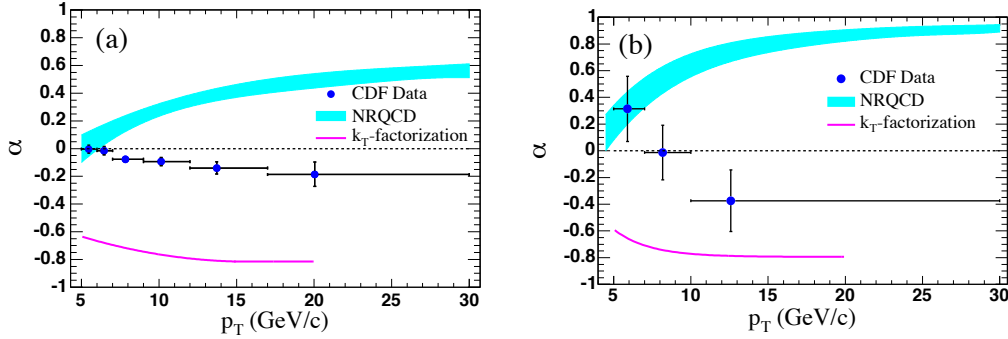 (a)
CDF Data
NRQCD
k_T-factorization
α
1
0.8
0.6
0.4
0.2
0
-0.2
-0.4
-0.6
-0.8
-1
5 10 15 20 25 30
p_T (GeV/c)
(b)
CDF Data
NRQCD
k_T-factorization
α
1
0.8
0.6
0.4
0.2
0
-0.2
-0.4
-0.6
-0.8
-1
5 10 15 20 25 30
p_T (GeV/c)